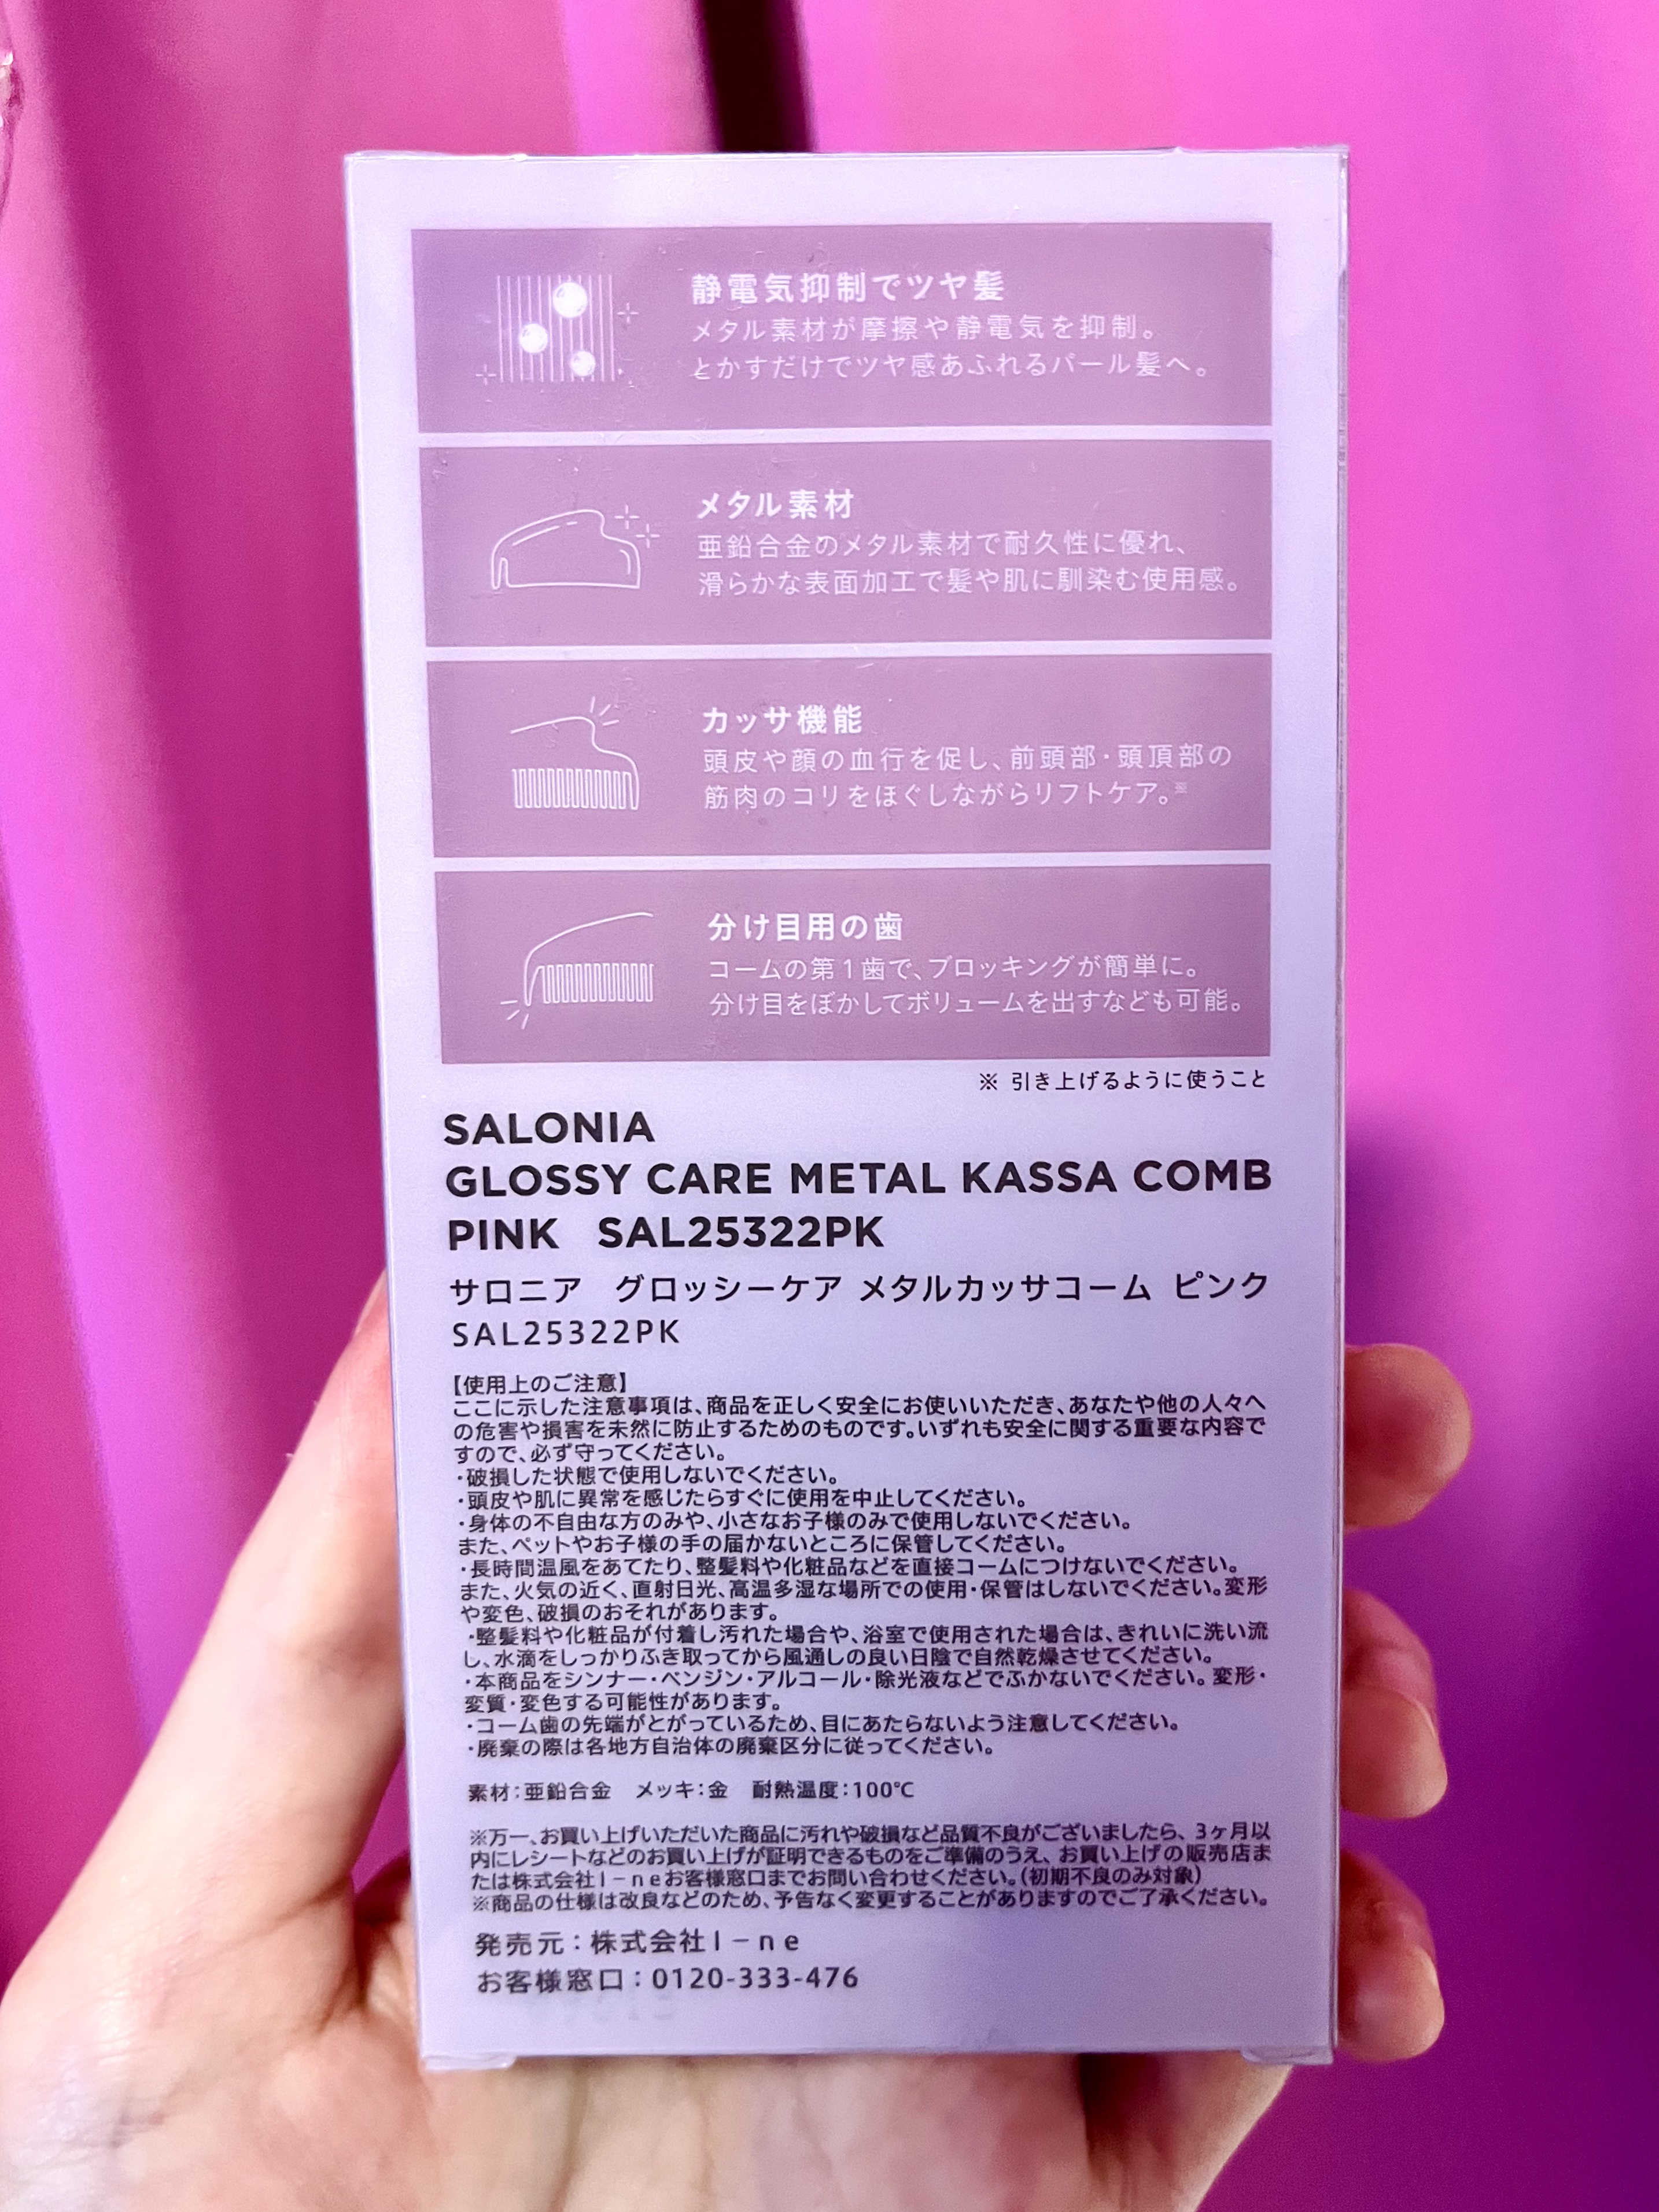 静電気抑制でツヤ髪
メタル素材が摩擦や静電気を抑制。
とかすだけでツヤ感あふれるパール髪へ。
メタル素材
亜鉛合金のメタル素材で耐久性に優れ、
滑らかな表面加工で髪や肌に馴染む使用感。
カッサ機能
頭皮や顔の血行を促し、前頭部・頭頂部の
筋肉のコリをほぐしながらリフトケア。※
分け目用の歯
コームの第1歯で、ブロッキングが簡単に。
分け目をぼかしてボリュームを出すなども可能。
※ 引き上げるように使うこと
SALONIA
GLOSSY CARE METAL KASSA COMB
PINK SAL25322PK
サロニア グロッシーケア メタルカッサコーム ピンク
SAL25322PK
【使用上のご注意】
ここに示した注意事項は、商品を正しく安全にお使いいただき、あなたや他の人々へ
の危害や損害を未然に防止するためのものです。いずれも安全に関する重要な内容で
すので、必ず守ってください。
・破損した状態で使用しないでください。
・頭皮や肌に異常を感じたらすぐに使用を中止してください。
・身体の不自由な方のみや、小さなお子様のみで使用しないでください。
また、ペットやお子様の手の届かないところに保管してください。
・長時間温風をあてたり、整髪料や化粧品などを直接コームにつけないでください。
また、火気の近く、直射日光、高温多湿な場所での使用・保管はしないでください。変形
や変色、破損のおそれがあります。
・整髪料や化粧品が付着し汚れた場合や、浴室で使用された場合は、きれいに洗い流
し、水滴をしっかりふき取ってから風通しの良い日陰で自然乾燥させてください。
・本商品をシンナー・ベンジン・アルコール・除光液などでふかないでください。変形・
変質・変色する可能性があります。
・コーム歯の先端がとがっているため、目にあたらないよう注意してください。
・廃棄の際は各地方自治体の廃棄区分に従ってください。
素材：亜鉛合金 メッキ：金 耐熱温度：100℃
※万一、お買い上げいただいた商品に汚れや破損など品質不良がございましたら、3ヶ月以
内にレシートなどのお買い上げが証明できるものをご準備のうえ、お買い上げの販売店ま
たは株式会社I－neお客様窓口までお問い合わせください。（初期不良のみ対象）
※商品の仕様は改良などのため、予告なく変更することがありますのでご了承ください。
発売元：株式会社I－ne
お客様窓口：0120-333-476